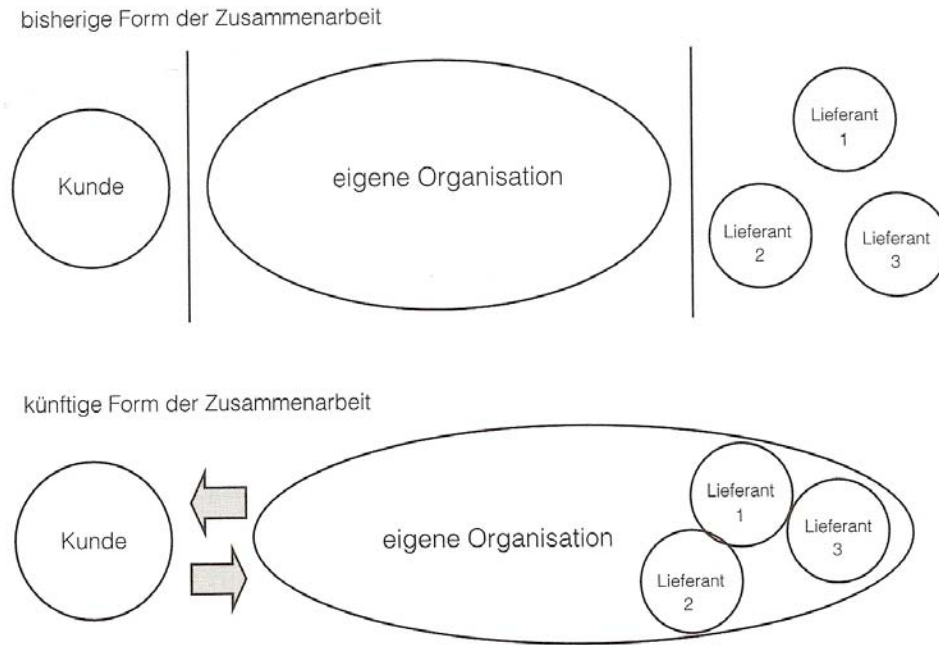 bisherige Form der Zusammenarbeit
Kunde
eigene Organisation
Lieferant
1
Lieferant
2
Lieferant
3
künftige Form der Zusammenarbeit
Kunde
eigene Organisation
Lieferant
1
Lieferant
2
Lieferant
3